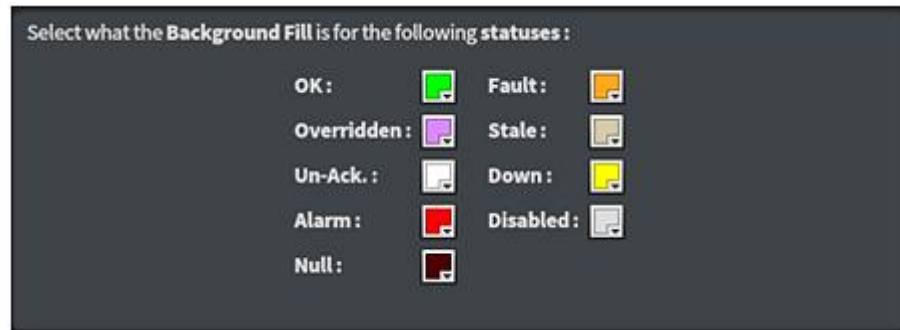 Select what the Background Fill is for the following statuses :
OK : Fault :
Overridden : Stale :
Un-Ack. : Down :
Alarm : Disabled :
Null :